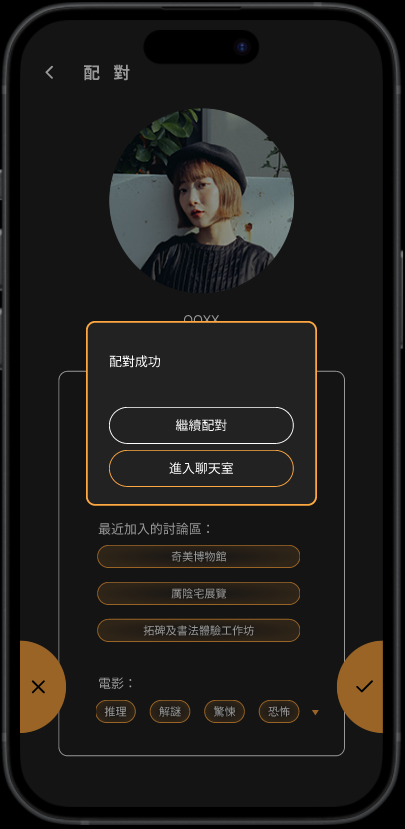 配 對
配對成功
繼續配對
進入聊天室
最近加入的討論區：
奇美博物館
厲陰宅展覽
拓碑及書法體驗工作坊
電影：
推理 解謎 驚悚 恐怖